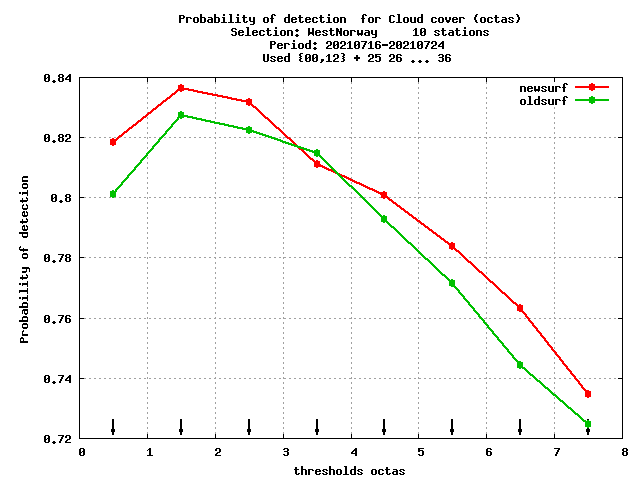 Probability of detection  for Cloud cover (octas)
Selection: WestNorway     10 stations
Period: 20210716-20210724
Used {00,12} + 25 26 ... 36
newsurf
oldsurf
0.84
0.82
0.8
0.78
0.76
0.74
0.72
Probability of detection
0 1 2 3 4 5 6 7 8
thresholds octas